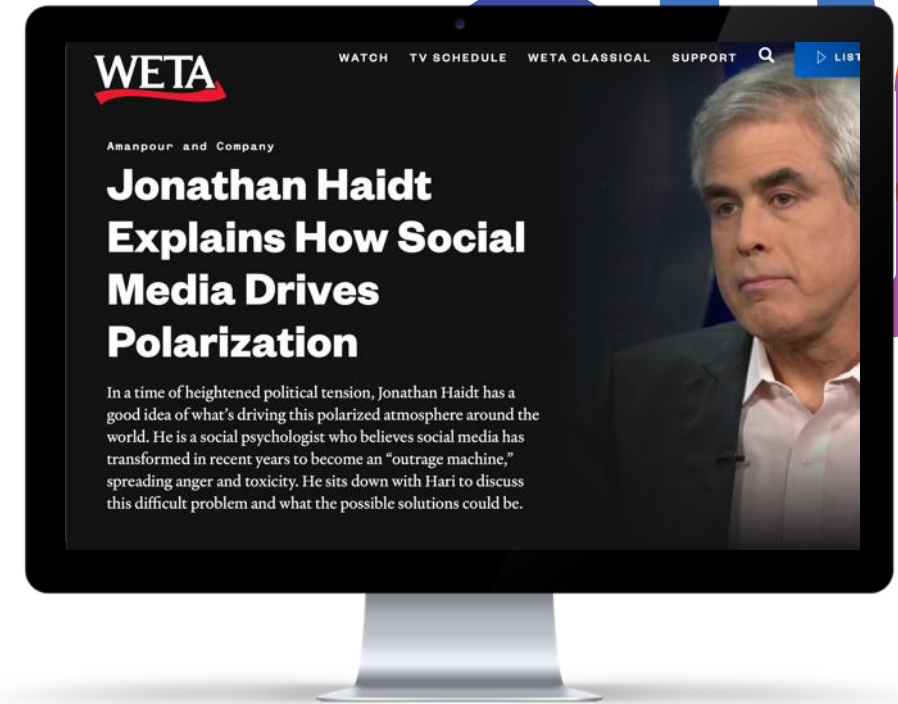 WETA
WATCH TV SCHEDULE WETA CLASSICAL SUPPORT
Amanpour and Company
Jonathan Haidt
Explains How Social
Media Drives
Polarization
In a time of heightened political tension, Jonathan Haidt has a
good idea of what's driving this polarized atmosphere around the
world. He is a social psychologist who believes social media has
transformed in recent years to become an “outrage machine,”
spreading anger and toxicity. He sits down with Hari to discuss
this difficult problem and what the possible solutions could be.